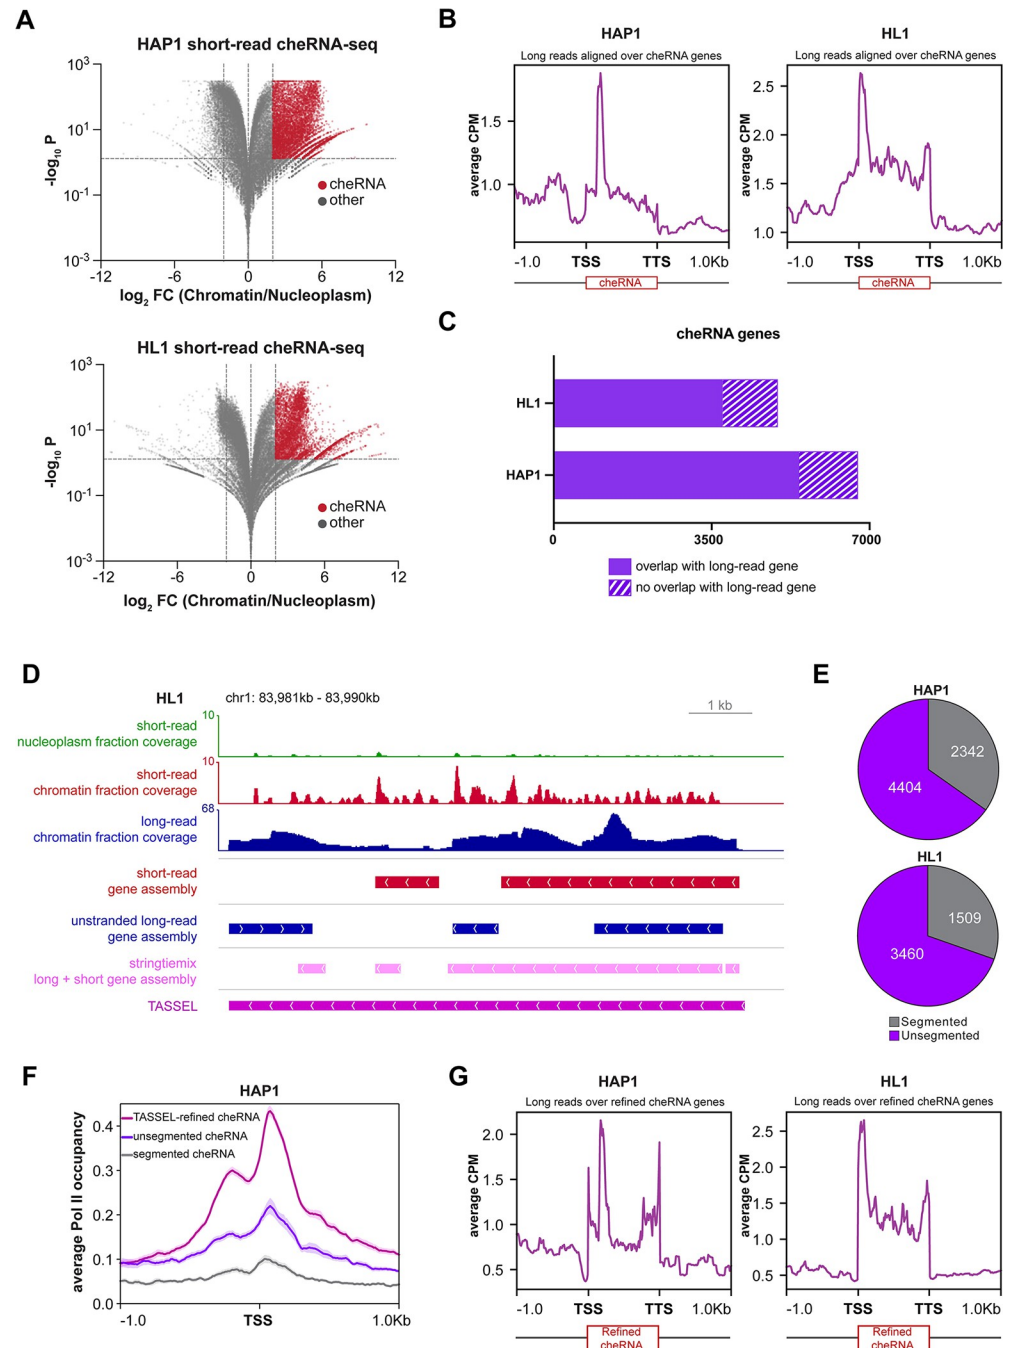 A
HAP1 short-read cheRNA-seq
10³
10¹
10⁻¹
10⁻³
-log₁₀ P
cheRNA
other
-12 -6 0 6 12
log₂ FC (Chromatin/Nucleoplasm)
HL1 short-read cheRNA-seq
10³
10¹
10⁻¹
10⁻³
-log₁₀ P
cheRNA
other
-12 -6 0 6 12
log₂ FC (Chromatin/Nucleoplasm)
B
HAP1
Long reads aligned over cheRNA genes
average CPM
1.5
1.0
-1.0 TSS TTS 1.0Kb
cheRNA
HL1
Long reads aligned over cheRNA genes
average CPM
2.5
2.0
1.5
1.0
-1.0 TSS TTS 1.0Kb
cheRNA
C
cheRNA genes
HL1
HAP1
0 3500 7000
overlap with long-read gene
no overlap with long-read gene
D
HL1
chr1: 83,981kb - 83,990kb
1 kb
short-read
nucleoplasm fraction coverage
10
short-read
chromatin fraction coverage
10
long-read
chromatin fraction coverage
68
short-read
gene assembly
unstranded long-read
gene assembly
stringtiemix
long + short gene assembly
TASSEL
E
HAP1
2342
4404
HL1
1509
3460
Segmented
Unsegmented
F
HAP1
average Pol II occupancy
0.4
0.3
0.2
0.1
0.0
TASSEL-refined cheRNA
unsegmented cheRNA
segmented cheRNA
-1.0 TSS 1.0Kb
G
HAP1
Long reads over refined cheRNA genes
average CPM
2.0
1.5
1.0
0.5
-1.0 TSS TTS 1.0Kb
Refined
cheRNA
HL1
Long reads over refined cheRNA genes
average CPM
2.5
2.0
1.5
1.0
0.5
-1.0 TSS TTS 1.0Kb
Refined
cheRNA